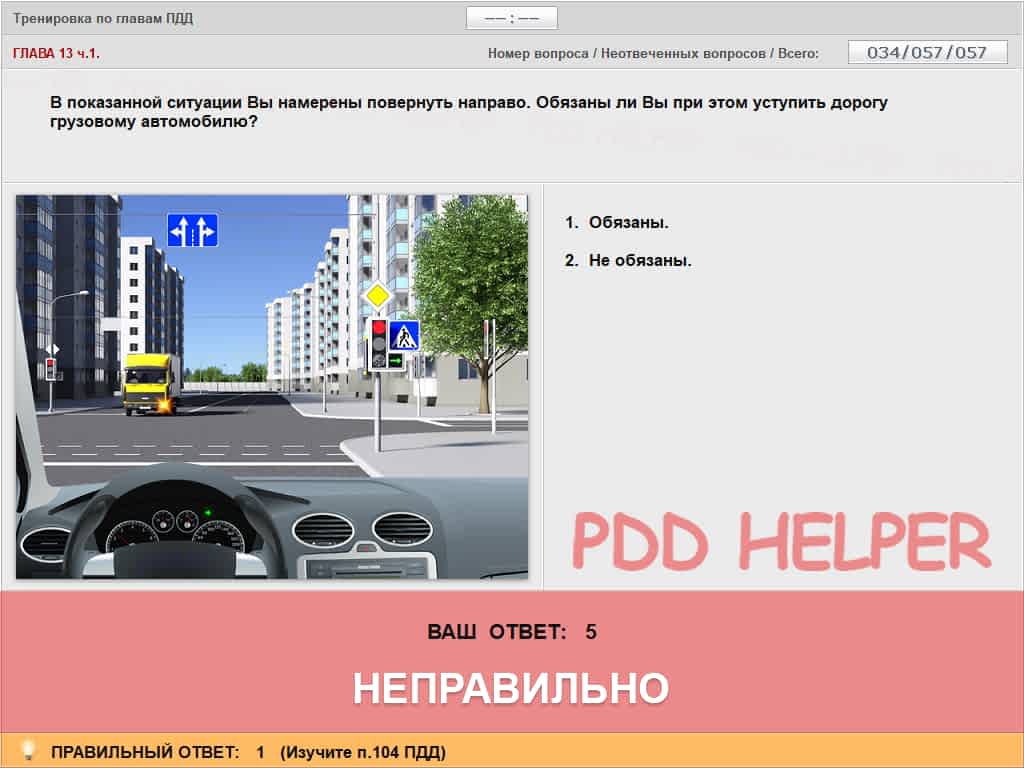 Тренировка по главам ПДД
—— : ——
ГЛАВА 13 ч.1.
Номер вопроса / Неотвеченных вопросов / Всего:
034/057/057
В показанной ситуации Вы намерены повернуть направо. Обязаны ли Вы при этом уступить дорогу
грузовому автомобилю?
1. Обязаны.
2. Не обязаны.
PDD HELPER
ВАШ ОТВЕТ: 5
НЕПРАВИЛЬНО
ПРАВИЛЬНЫЙ ОТВЕТ: 1 (Изучите п.104 ПДД)